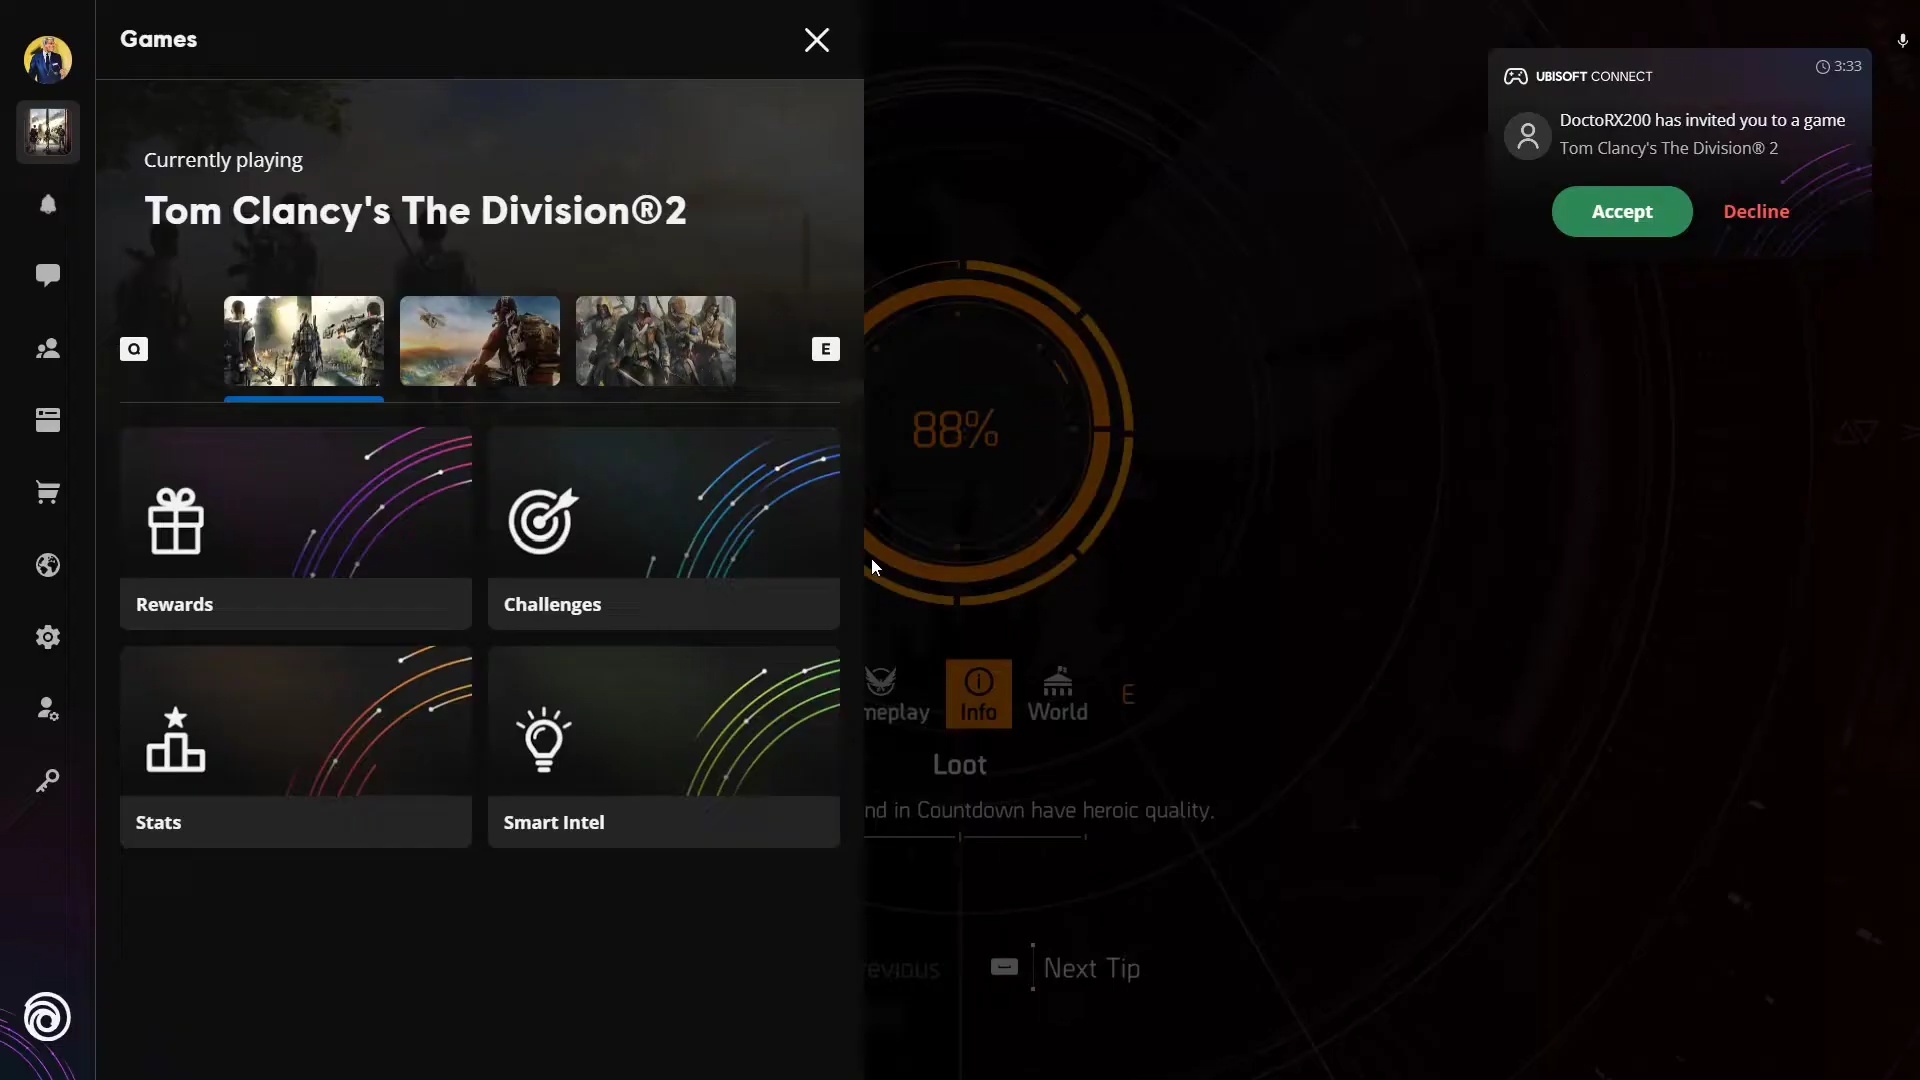 Games
Currently playing
Tom Clancy's The Division®2
Q
E
Rewards
Challenges
Stats
Smart Intel
UBISOFT CONNECT
3:33
DoctoRX200 has invited you to a game
Tom Clancy's The Division® 2
Accept
Decline
88%
meplay
Info
World
E
Loot
nd in Countdown have heroic quality.
evious
Next Tip